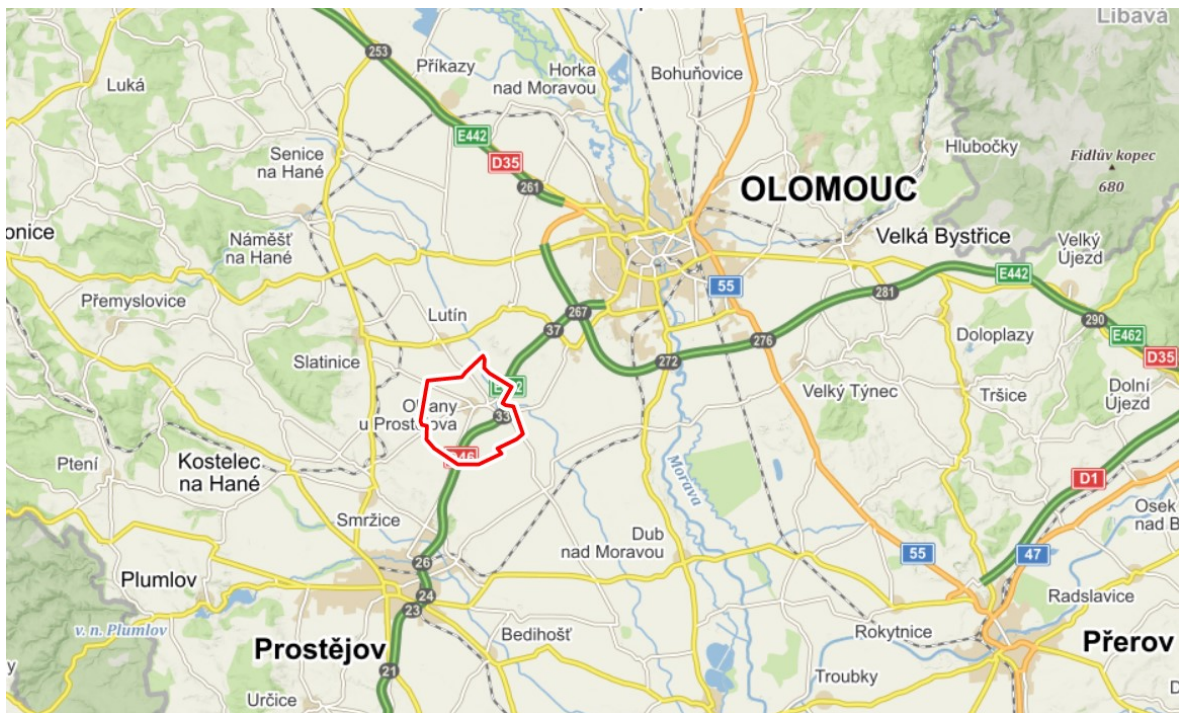 Libavá
253
Příkazy
Horka
nad Moravou
Bohuňovice
Luká
E442
D35
261
Senice
na Hané
Hlubočky
Fidlův kopec
680
OLOMOUC
onice
Náměšť
na Hané
Velká Bystřice
Velký
Újezd
E442
55
281
Přemyslovice
Lutín
267
37
276
290
E462
D35
Doloplazy
Slatinice
272
Velký Týnec
Tršice
Dolní
Újezd
33
u Prostějova
D46
Ptení
Kostelec
na Hané
Morava
D1
Osek
nad B
Smržice
Dub
nad Moravou
26
55
47
Plumlov
24
23
Radslavice
v. n. Plumlov
Bedihošť
Rokytnice
Prostějov
Přerov
21
Troubky
Určice
y
D